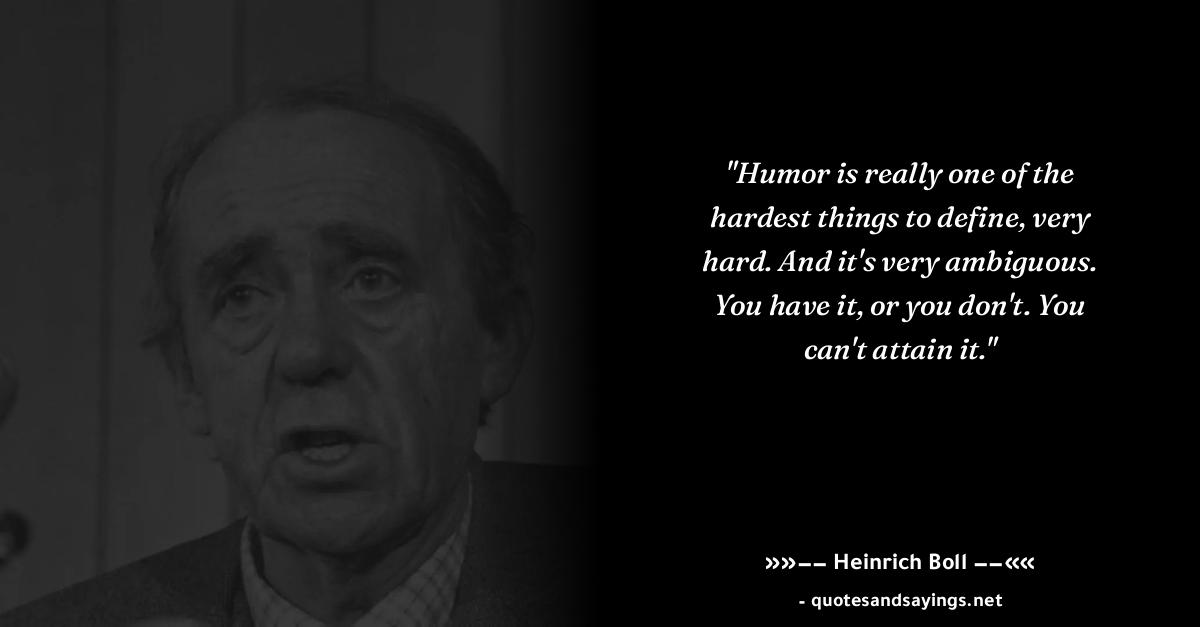 "Humor is really one of the
hardest things to define, very
hard. And it's very ambiguous.
You have it, or you don't. You
can't attain it."
»»−− Heinrich Boll −−««
- quotesandsayings.net